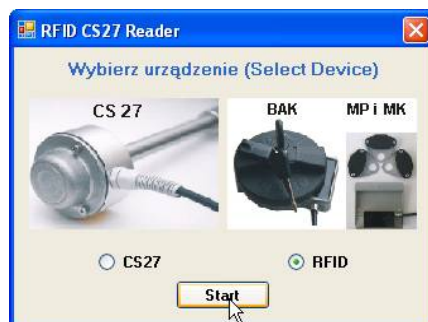 RFID CS27 Reader
Wybierz urządzenie (Select Device)
CS 27
BAK
MP i MK
CS27
RFID
Start